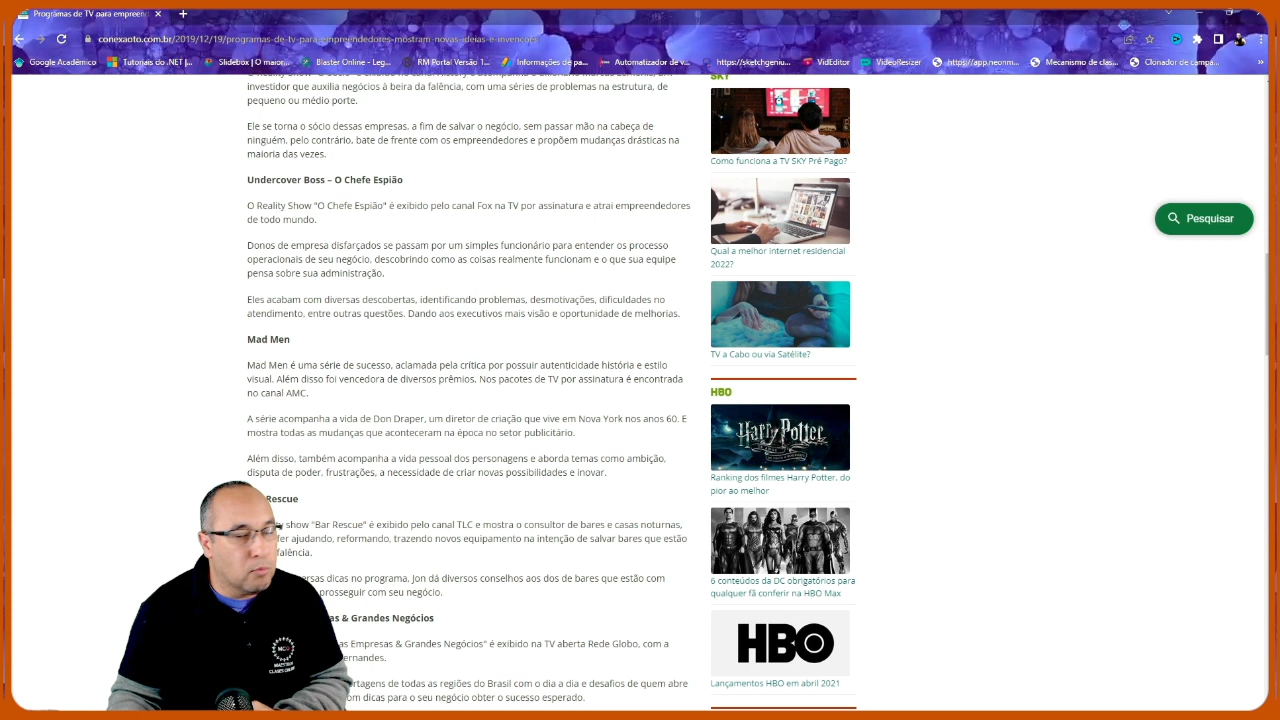 Programas de TV para empreen
conexaoto.com.br/2019/12/19/programas-de-tv-para-empreendedores-mostram-novas-ideias-e-invencoes
Google Acadêmico
Tutoriais do .NET |...
Slidebox | O maior...
Blaster Online - Leg...
RM Portal Versão T...
Informações de pa...
Automatizador de v...
https://sketchgeniu...
VidEditor
VideoResizer
https://app.neonm...
Mecanismo de clas...
Clonador de campa...
»
investidor que auxilia negócios à beira da falência, com uma séries de problemas na estrutura, de
pequeno ou médio porte.
Ele se torna o sócio dessas empresas, a fim de salvar o negócio, sem passar mão na cabeça de
ninguém, pelo contrário, bate de frente com os empreendedores e propõem mudanças drásticas na
maioria das vezes.
Undercover Boss – O Chefe Espião
O Reality Show "O Chefe Espião" é exibido pelo canal Fox na TV por assinatura e atrai empreendedores
de todo mundo.
Donos de empresa disfarçados se passam por um simples funcionário para entender os processo
operacionais de seu negócio, descobrindo como as coisas realmente funcionam e o que sua equipe
pensa sobre sua administração.
Eles acabam com diversas descobertas, identificando problemas, desmotivações, dificuldades no
atendimento, entre outras questões. Dando aos executivos mais visão e oportunidade de melhorias.
Mad Men
Mad Men é uma série de sucesso, aclamada pela crítica por possuir autenticidade história e estilo
visual. Além disso foi vencedora de diversos prêmios. Nos pacotes de TV por assinatura é encontrada
no canal AMC.
A série acompanha a vida de Don Draper, um diretor de criação que vive em Nova York nos anos 60. E
mostra todas as mudanças que aconteceram na época no setor publicitário.
Além disso, também acompanha a vida pessoal dos personagens e aborda temas como ambição,
disputa de poder, frustrações, a necessidade de criar novas possibilidades e inovar.
Rescue
show "Bar Rescue" é exibido pelo canal TLC e mostra o consultor de bares e casas noturnas,
fer ajudando, reformando, trazendo novos equipamento na intenção de salvar bares que estão
falência.
ersas dicas no programa, Jon dá diversos conselhos aos dos de bares que estão com
prosseguir com seu negócio.
as & Grandes Negócios
as Empresas & Grandes Negócios" é exibido na TV aberta Rede Globo, com a
ernandes.
rtagens de todas as regiões do Brasil com o dia a dia e desafios de quem abre
om dicas para o seu negócio obter o sucesso esperado.
SKY
Como funciona a TV SKY Pré Pago?
Qual a melhor internet residencial
2022?
TV a Cabo ou via Satélite?
HBO
Harry Potter
Ranking dos filmes Harry Potter, do
pior ao melhor
6 conteúdos da DC obrigatórios para
qualquer fã conferir na HBO Max
HBO
Lançamentos HBO em abril 2021
Pesquisar